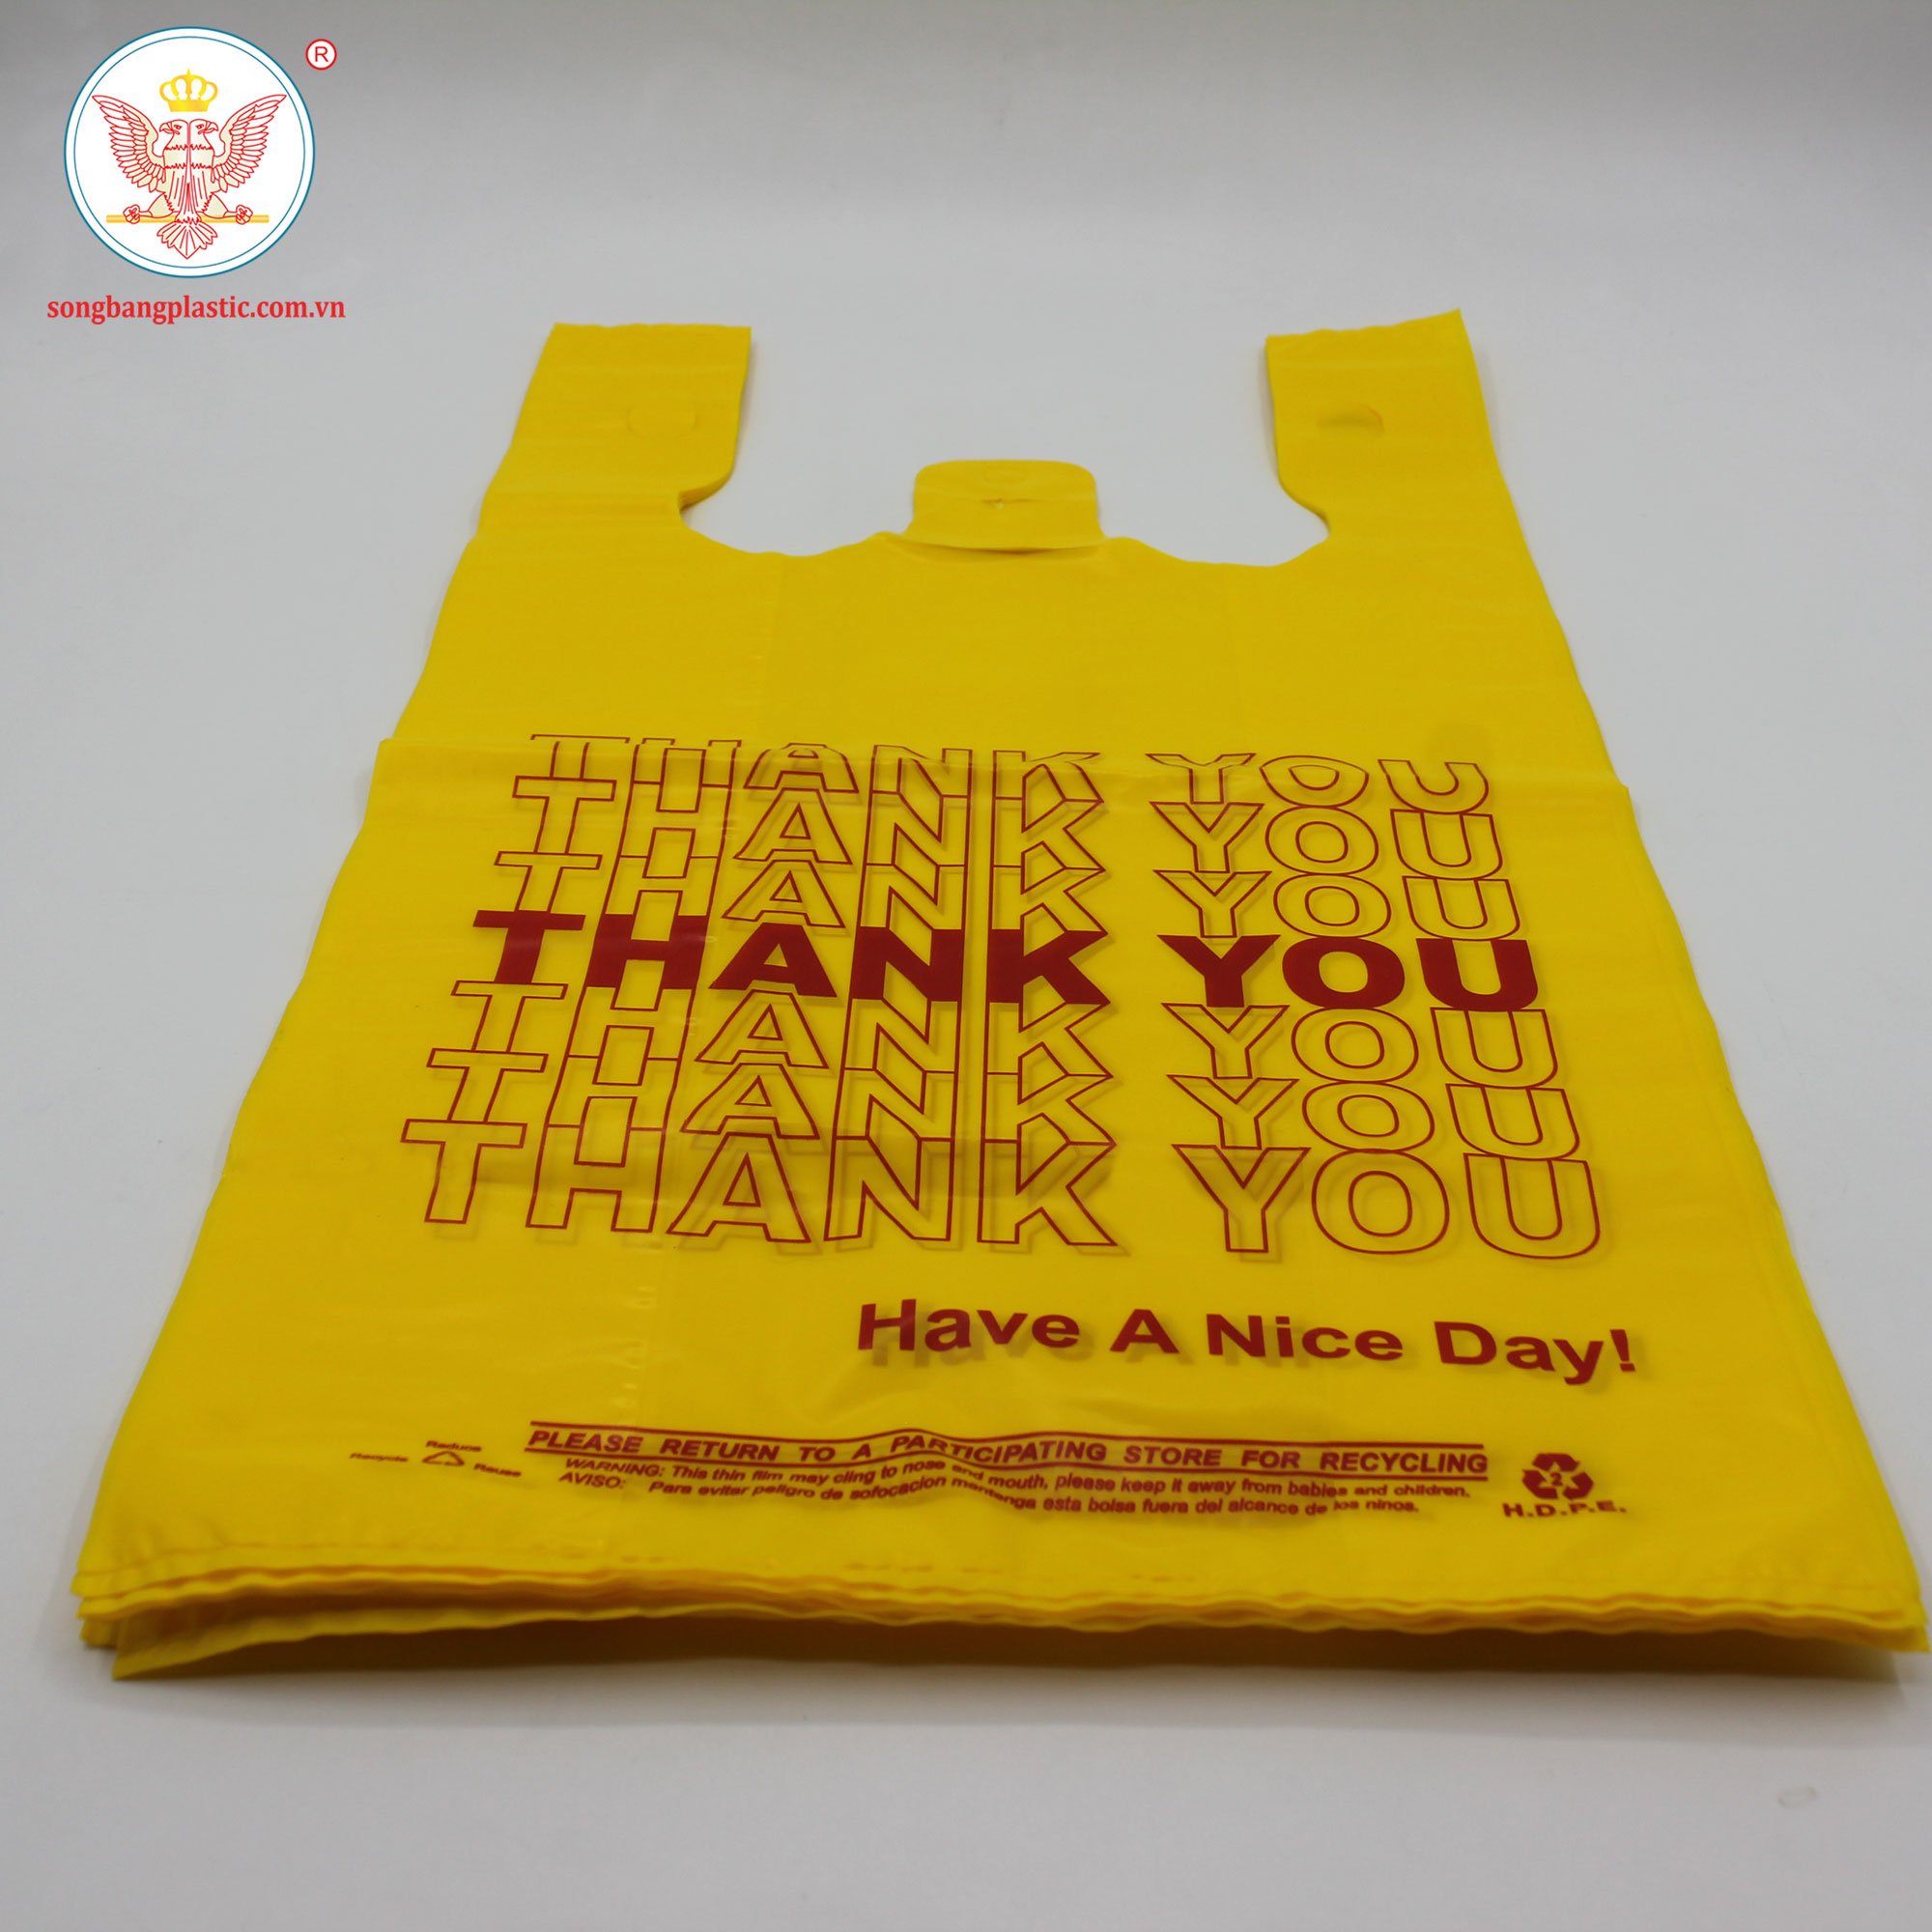 ®
songbangplastic.com.vn
THANK YOU
THANK YOU
THANK YOU
THANK YOU
THANK YOU
THANK YOU
THANK YOU
Have A Nice Day!
Reduce
Recycle
Reuse
PLEASE RETURN TO A PARTICIPATING STORE FOR RECYCLING
WARNING: This thin film may cling to nose and mouth, please keep it away from babies and children.
AVISO: Para evitar peligro de sofocacion mantenga esta bolsa fuera del alcance de los ninos.
2
H.D.P.E.